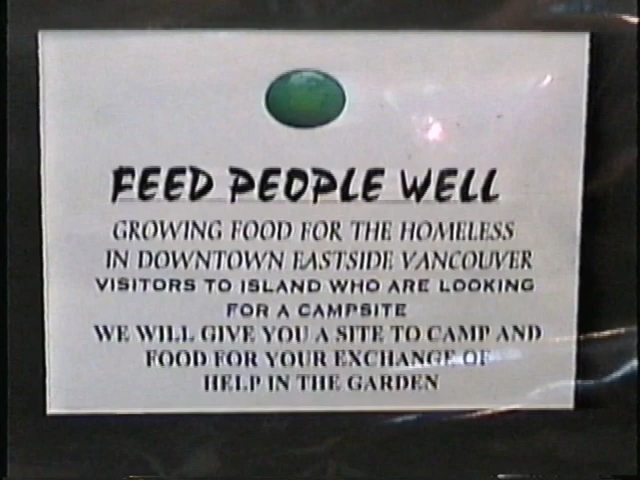 FEED PEOPLE WELL
GROWING FOOD FOR THE HOMELESS
IN DOWNTOWN EASTSIDE VANCOUVER
VISITORS TO ISLAND WHO ARE LOOKING
FOR A CAMPSITE
WE WILL GIVE YOU A SITE TO CAMP AND
FOOD FOR YOUR EXCHANGE OF
HELP IN THE GARDEN